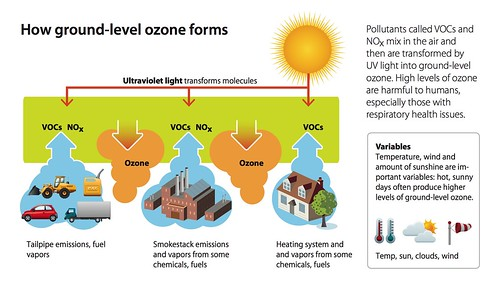 How ground-level ozone forms
Pollutants called VOCs and
NOx mix in the air and
then are transformed by
UV light into ground-level
ozone. High levels of ozone
are harmful to humans,
especially those with
respiratory health issues.
Ultraviolet light transforms molecules
VOCs NOx
VOCs NOx
VOCs
Ozone
Ozone
Tailpipe emissions, fuel
vapors
Smokestack emissions
and vapors from some
chemicals, fuels
Heating system and
and vapors from some
chemicals, fuels
Variables
Temperature, wind and
amount of sunshine are im-
portant variables: hot, sunny
days often produce higher
levels of ground-level ozone.
Temp, sun, clouds, wind